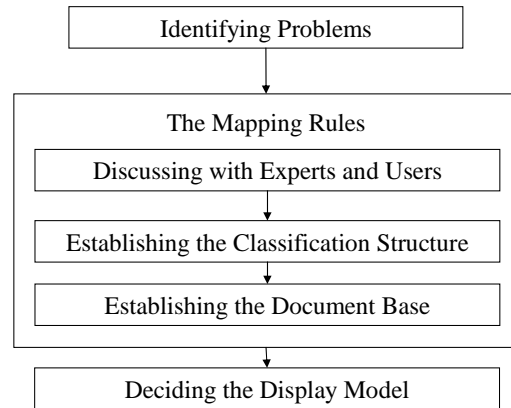 Identifying Problems
The Mapping Rules
Discussing with Experts and Users
Establishing the Classification Structure
Establishing the Document Base
Deciding the Display Model